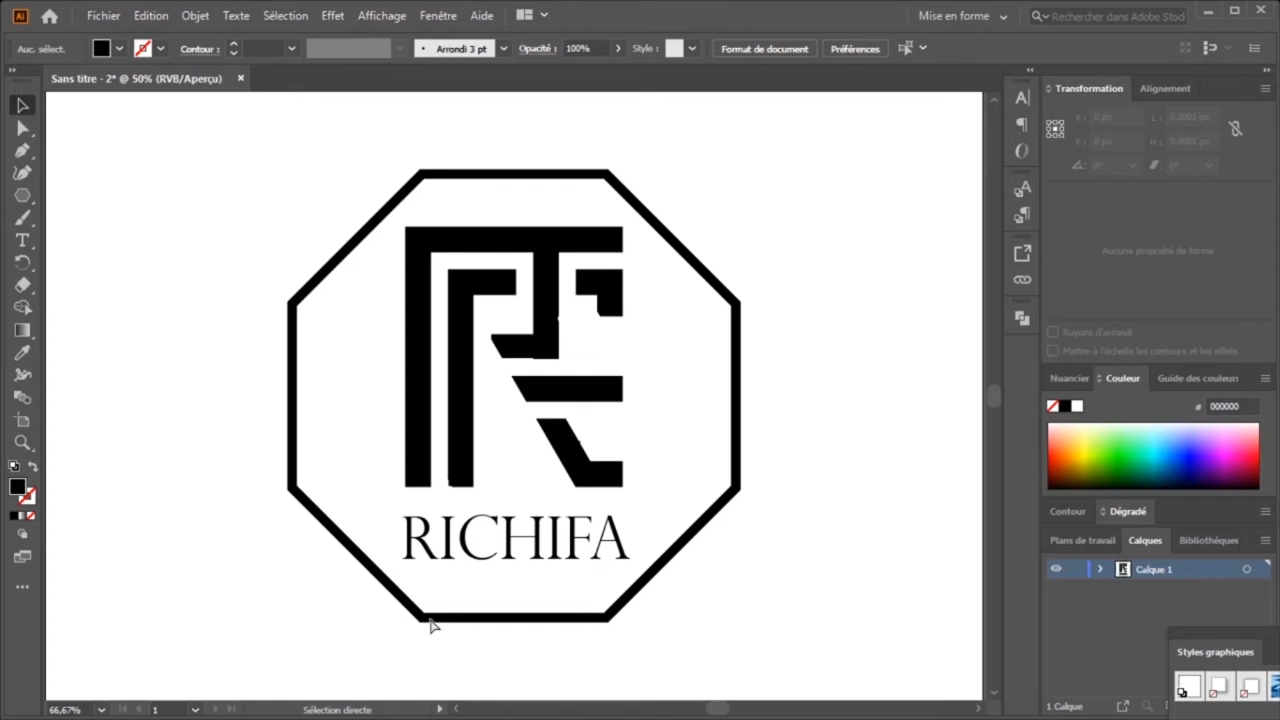 Ai Fichier Edition Objet Texte Sélection Effet Affichage Fenêtre Aide Mise en forme Rechercher dans Adobe Stock
Auc. sélect. Contour : Arrondi 3 pt Opacité : 100% Style : Format de document Préférences
Sans titre - 2* @ 50% (RVB/Aperçu)
Transformation Alignement
X : 0 px L : 0,0001 px
Y : 0 px H : 0,0001 px
0° 0°
Aucune propriété de forme
Rayons d'arrondi
Mettre à l'échelle les contours et les effets
Nuancier Couleur Guide des couleurs
# 000000
RICHIFA
Contour Dégradé
Plans de travail Calques Bibliothèques
Calque 1
Styles graphiques
1 Calque
66,67% 1 Sélection directe